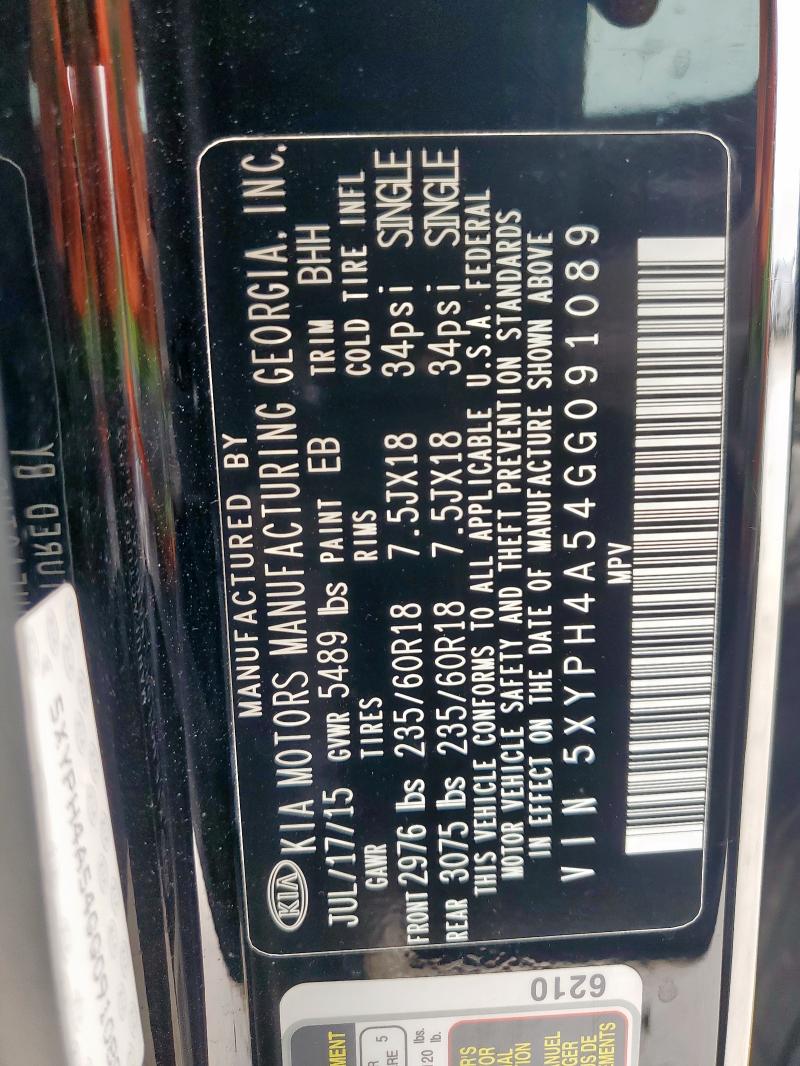 MANUFACTURED BY
KIA KIA MOTORS MANUFACTURING GEORGIA, INC.
JUL/17/15 GVWR 5489 lbs PAINT EB TRIM BHH
GAWR TIRES RIMS COLD TIRE INFL
FRONT 2976 lbs 235/60R18 7.5JX18 34psi SINGLE
REAR 3075 lbs 235/60R18 7.5JX18 34psi SINGLE
THIS VEHICLE CONFORMS TO ALL APPLICABLE U.S.A. FEDERAL
MOTOR VEHICLE SAFETY AND THEFT PREVENTION STANDARDS
IN EFFECT ON THE DATE OF MANUFACTURE SHOWN ABOVE
VIN 5XYPH4A54GG091089
MPV
5XYPH4A54GG09108
6210